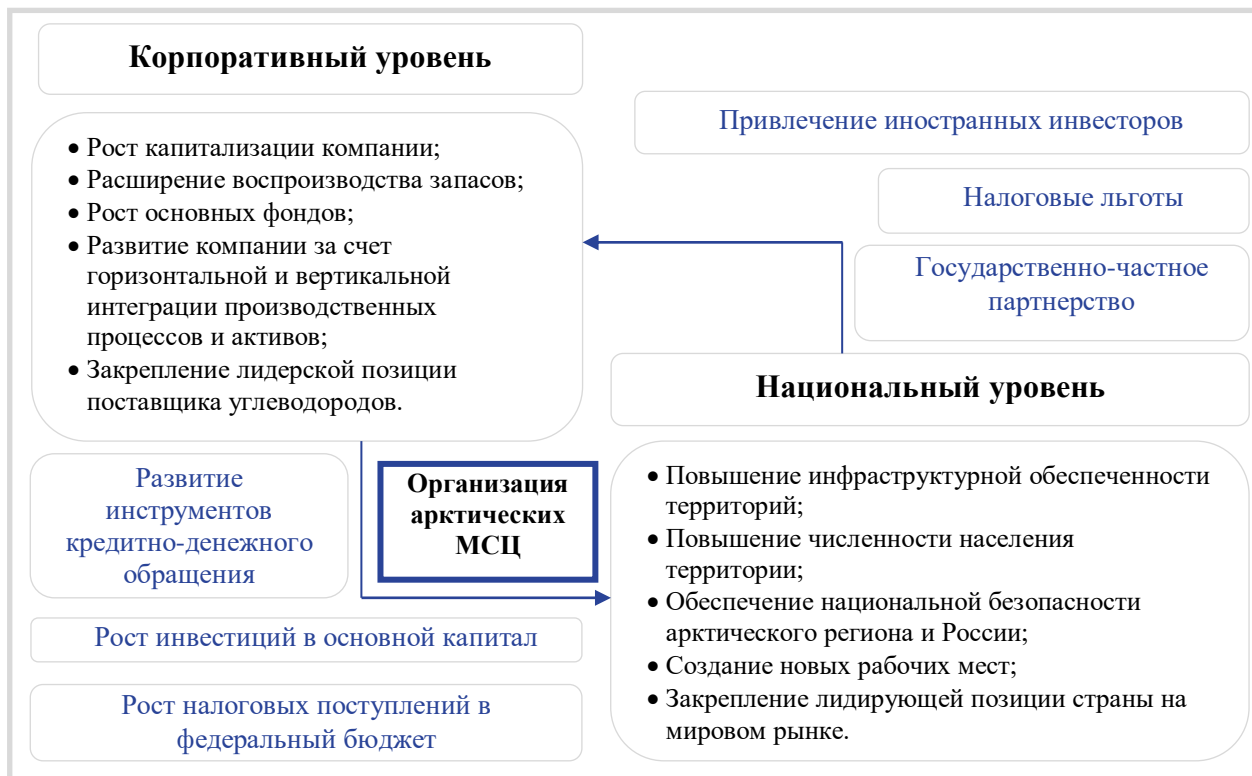 Корпоративный уровень
• Рост капитализации компании;
• Расширение воспроизводства запасов;
• Рост основных фондов;
• Развитие компании за счет
горизонтальной и вертикальной
интеграции производственных
процессов и активов;
• Закрепление лидерской позиции
поставщика углеводородов.
Привлечение иностранных инвесторов
Налоговые льготы
Государственно-частное
партнерство
Национальный уровень
• Повышение инфраструктурной обеспеченности
территорий;
• Повышение численности населения
территории;
• Обеспечение национальной безопасности
арктического региона и России;
• Создание новых рабочих мест;
• Закрепление лидирующей позиции страны на
мировом рынке.
Организация
арктических
МСЦ
Развитие
инструментов
кредитно-денежного
обращения
Рост инвестиций в основной капитал
Рост налоговых поступлений в
федеральный бюджет